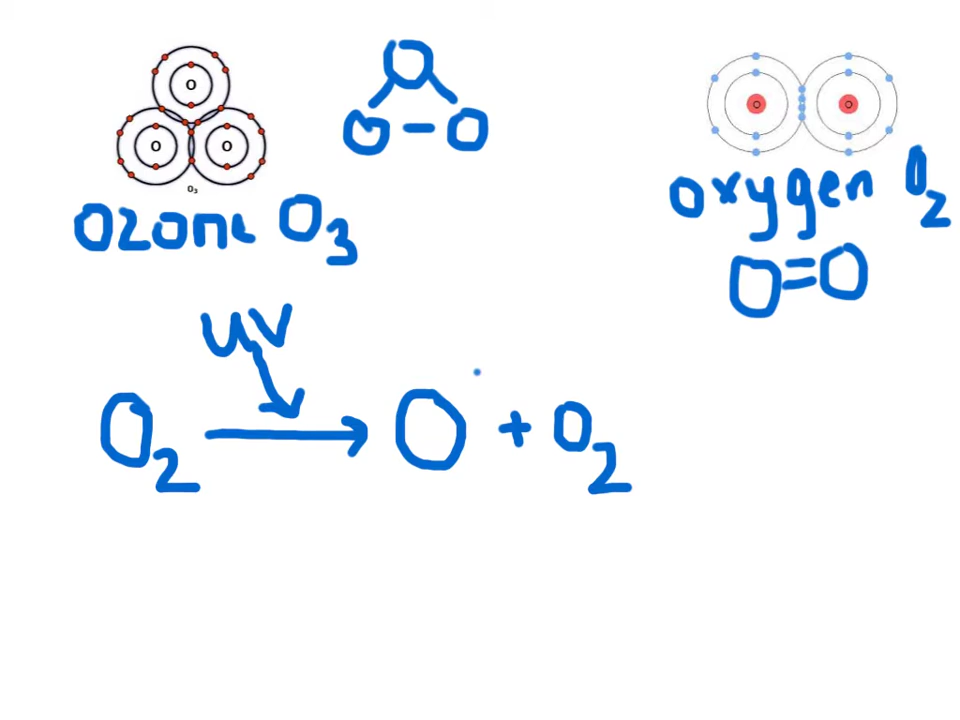 O
O O
O₃
O
O - O
O O
Ozone O₃
Oxygen O₂
O=O
UV
O₂ → O + O₂